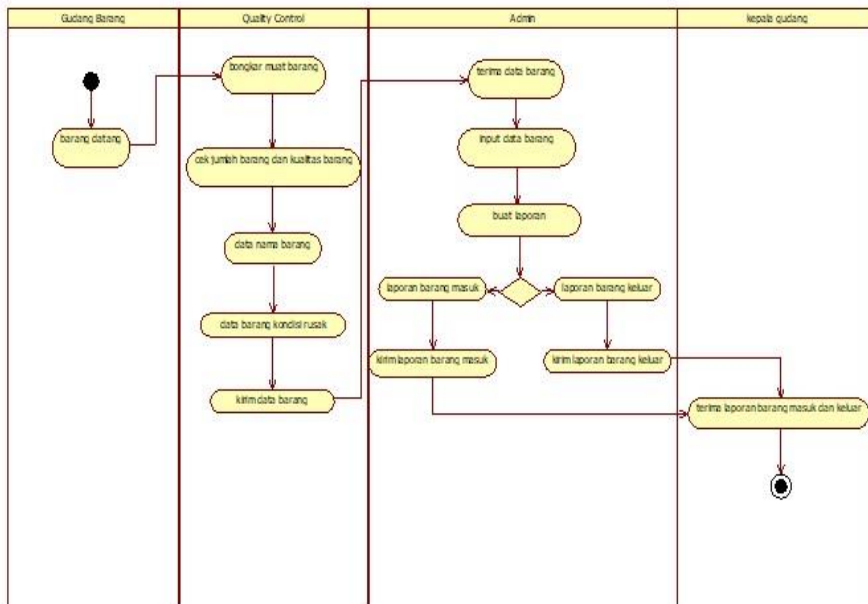 Gudang Barang
Quality Control
Admin
kepala gudang
barang datang
bongkar muat barang
cek jumlah barang dan kualitas barang
data nama barang
data barang kondisi rusak
kirim data barang
terima data barang
input data barang
buat laporan
laporan barang masuk
laporan barang keluar
kirim laporan barang masuk
kirim laporan barang keluar
terima laporan barang masuk dan keluar